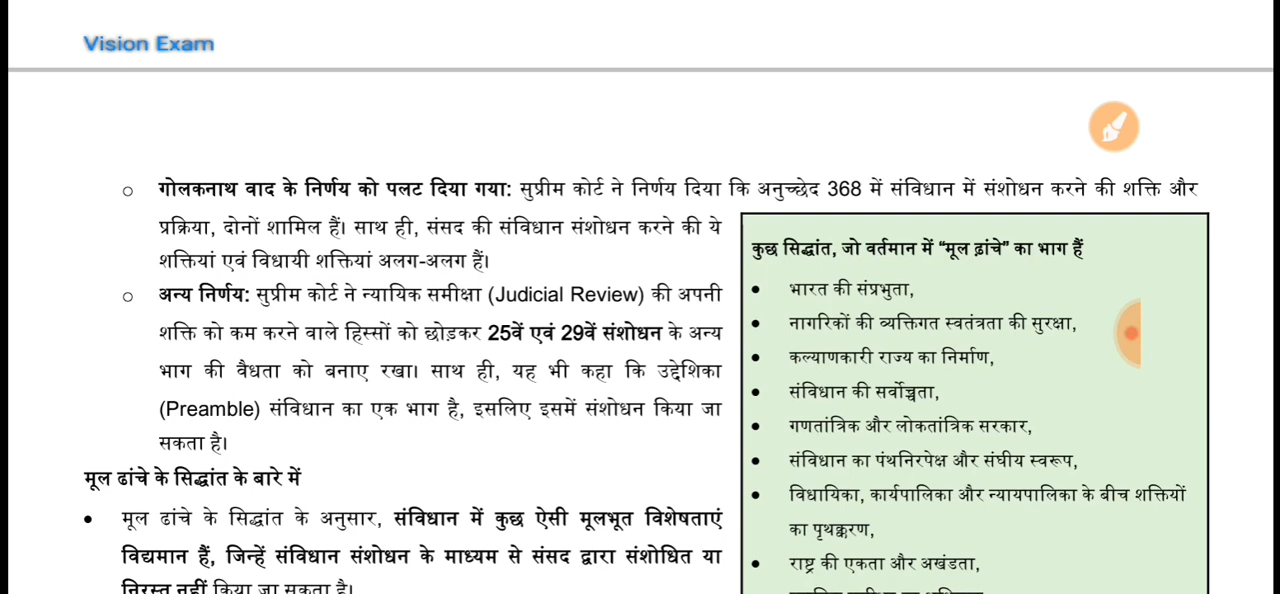 Vision Exam
○ गोलकनाथ वाद के निर्णय को पलट दिया गया: सुप्रीम कोर्ट ने निर्णय दिया कि अनुच्छेद 368 में संविधान में संशोधन करने की शक्ति और
प्रक्रिया, दोनों शामिल हैं। साथ ही, संसद की संविधान संशोधन करने की ये
शक्तियां एवं विधायी शक्तियां अलग-अलग हैं।
○ अन्य निर्णय: सुप्रीम कोर्ट ने न्यायिक समीक्षा (Judicial Review) की अपनी
शक्ति को कम करने वाले हिस्सों को छोड़कर 25वें एवं 29वें संशोधन के अन्य
भाग की वैधता को बनाए रखा। साथ ही, यह भी कहा कि उद्देशिका
(Preamble) संविधान का एक भाग है, इसलिए इसमें संशोधन किया जा
सकता है।
मूल ढांचे के सिद्धांत के बारे में
• मूल ढांचे के सिद्धांत के अनुसार, संविधान में कुछ ऐसी मूलभूत विशेषताएं
विद्यमान हैं, जिन्हें संविधान संशोधन के माध्यम से संसद द्वारा संशोधित या
निरस्त नहीं किया जा सकता है।
कुछ सिद्धांत, जो वर्तमान में “मूल ढ़ांचे” का भाग हैं
• भारत की संप्रभुता,
• नागरिकों की व्यक्तिगत स्वतंत्रता की सुरक्षा,
• कल्याणकारी राज्य का निर्माण,
• संविधान की सर्वोच्चता,
• गणतांत्रिक और लोकतांत्रिक सरकार,
• संविधान का पंथनिरपेक्ष और संघीय स्वरूप,
• विधायिका, कार्यपालिका और न्यायपालिका के बीच शक्तियों
का पृथक्करण,
• राष्ट्र की एकता और अखंडता,